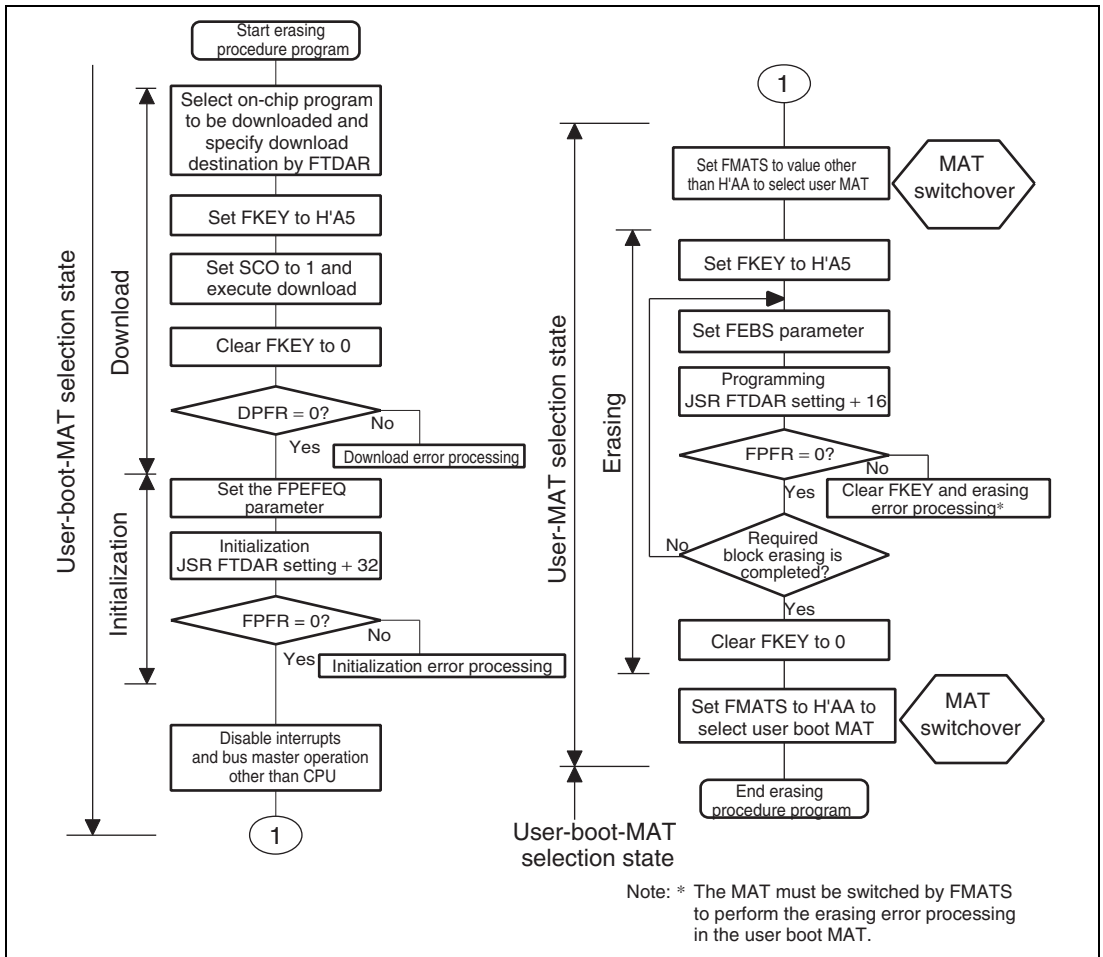 Start erasing
procedure program
Select on-chip program
to be downloaded and
specify download
destination by FTDAR
Set FKEY to H'A5
Set SCO to 1 and
execute download
Clear FKEY to 0
DPFR = 0?
No
Yes
Download error processing
Set the FPEFEQ
parameter
Initialization
JSR FTDAR setting + 32
FPFR = 0?
No
Yes
Initialization error processing
Disable interrupts
and bus master operation
other than CPU
1
User-boot-MAT selection state
Download
Initialization
1
Set FMATS to value other
than H'AA to select user MAT
MAT
switchover
Set FKEY to H'A5
Set FEBS parameter
Programming
JSR FTDAR setting + 16
FPFR = 0?
No
Yes
Clear FKEY and erasing
error processing*
Required
block erasing is
completed?
No
Yes
Clear FKEY to 0
Set FMATS to H'AA to
select user boot MAT
MAT
switchover
End erasing
procedure program
User-MAT selection state
Erasing
User-boot-MAT
selection state
Note: * The MAT must be switched by FMATS
to perform the erasing error processing
in the user boot MAT.